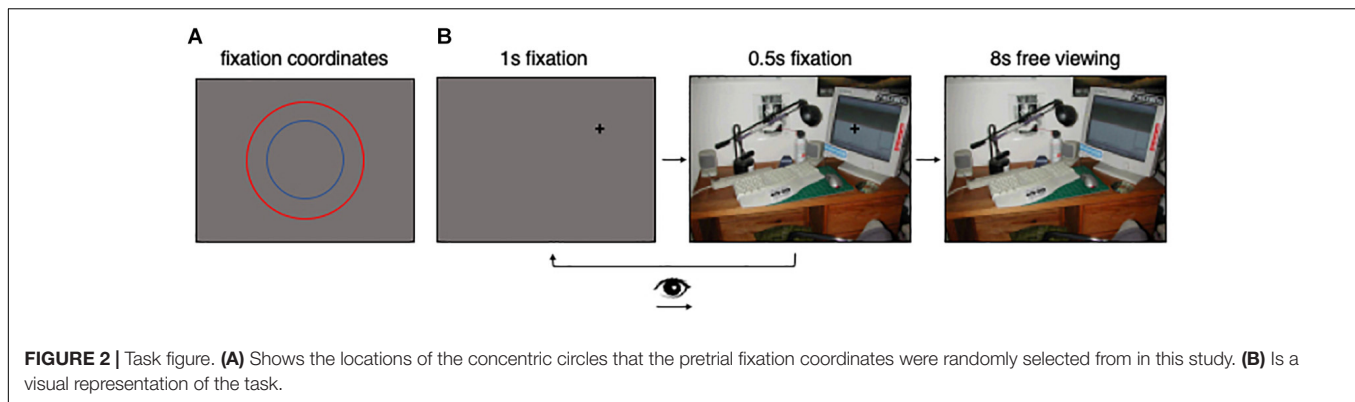 A
B
fixation coordinates
1s fixation
0.5s fixation
8s free viewing
FIGURE 2 | Task figure. (A) Shows the locations of the concentric circles that the pretrial fixation coordinates were randomly selected from in this study. (B) Is a
visual representation of the task.